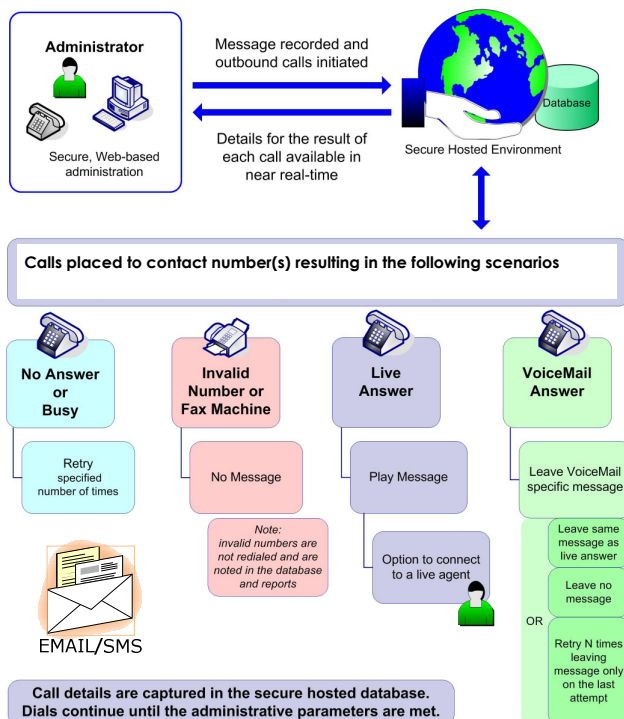 Administrator
Secure, Web-based
administration
Message recorded and
outbound calls initiated
Details for the result of
each call available in
near real-time
Database
Secure Hosted Environment
Calls placed to contact number(s) resulting in the following scenarios
No Answer
or
Busy
Retry
specified
number of times
Invalid
Number or
Fax Machine
No Message
Note:
invalid numbers are
not redialed and are
noted in the database
and reports
Live
Answer
Play Message
Option to connect
to a live agent
VoiceMail
Answer
Leave VoiceMail
specific message
OR
Leave same
message as
live answer
Leave no
message
Retry N times
leaving
message only
on the last
attempt
EMAIL/SMS
Call details are captured in the secure hosted database.
Dials continue until the administrative parameters are met.